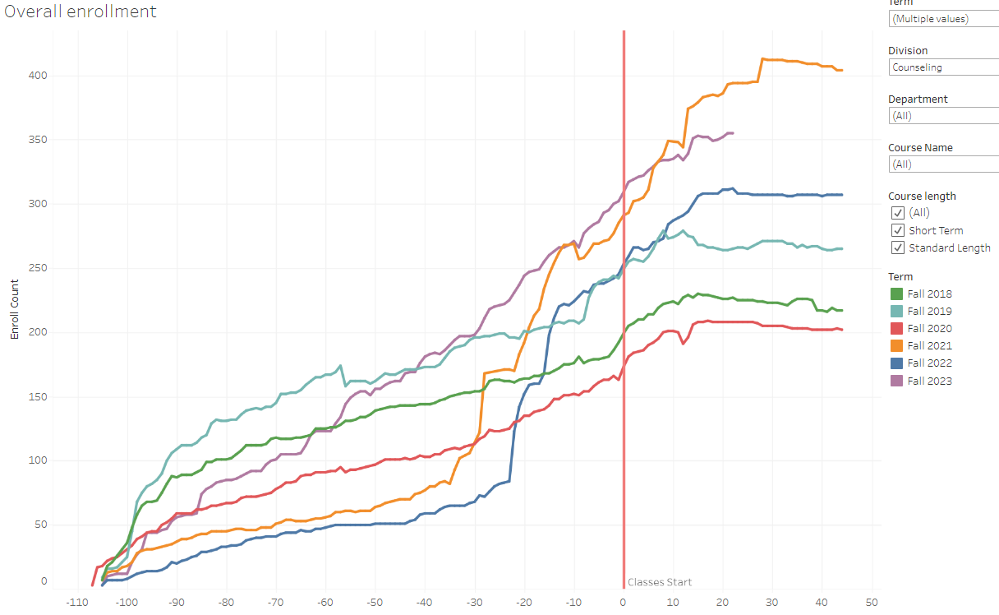 Overall enrollment
Term
(Multiple values)
Division
Counseling
Department
(All)
Course Name
(All)
Course length
(All)
Short Term
Standard Length
Term
Fall 2018
Fall 2019
Fall 2020
Fall 2021
Fall 2022
Fall 2023
Enroll Count
400
350
300
250
200
150
100
50
0
Classes Start
-110 -100 -90 -80 -70 -60 -50 -40 -30 -20 -10 0 10 20 30 40 50